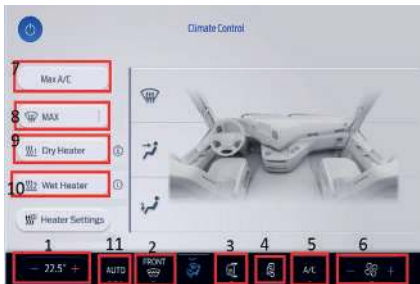 Climate Control
7
Max A/C
8
MAX
9
Dry Heater
10
Wet Heater
Heater Settings
1
11
2
3
4
5
6
− 22.5° +
AUTO
FRONT
A/C
− +